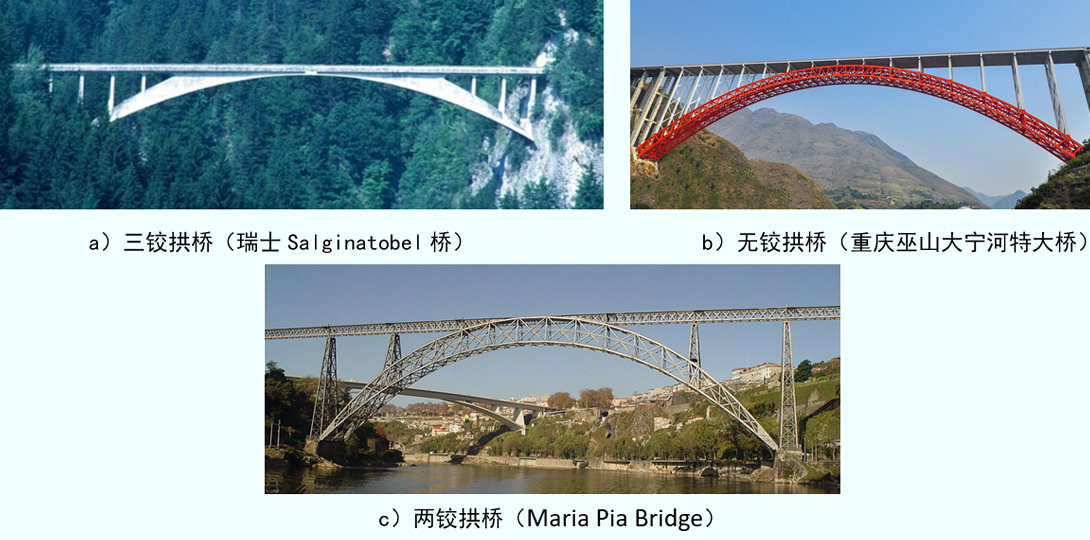 a）三铰拱桥（瑞士 Salginatobel 桥）
b）无铰拱桥（重庆巫山大宁河特大桥）
c）两铰拱桥（Maria Pia Bridge）